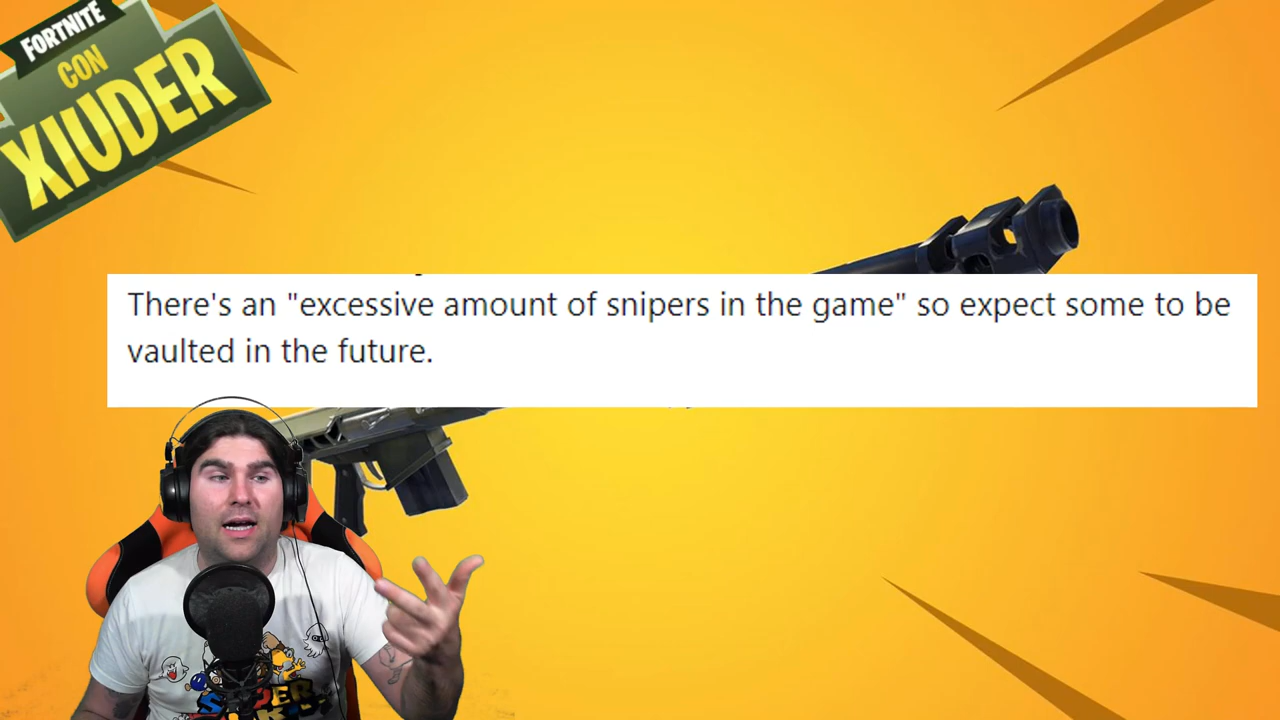 FORTNITE
CON
XIUDER
There's an "excessive amount of snipers in the game" so expect some to be
vaulted in the future.